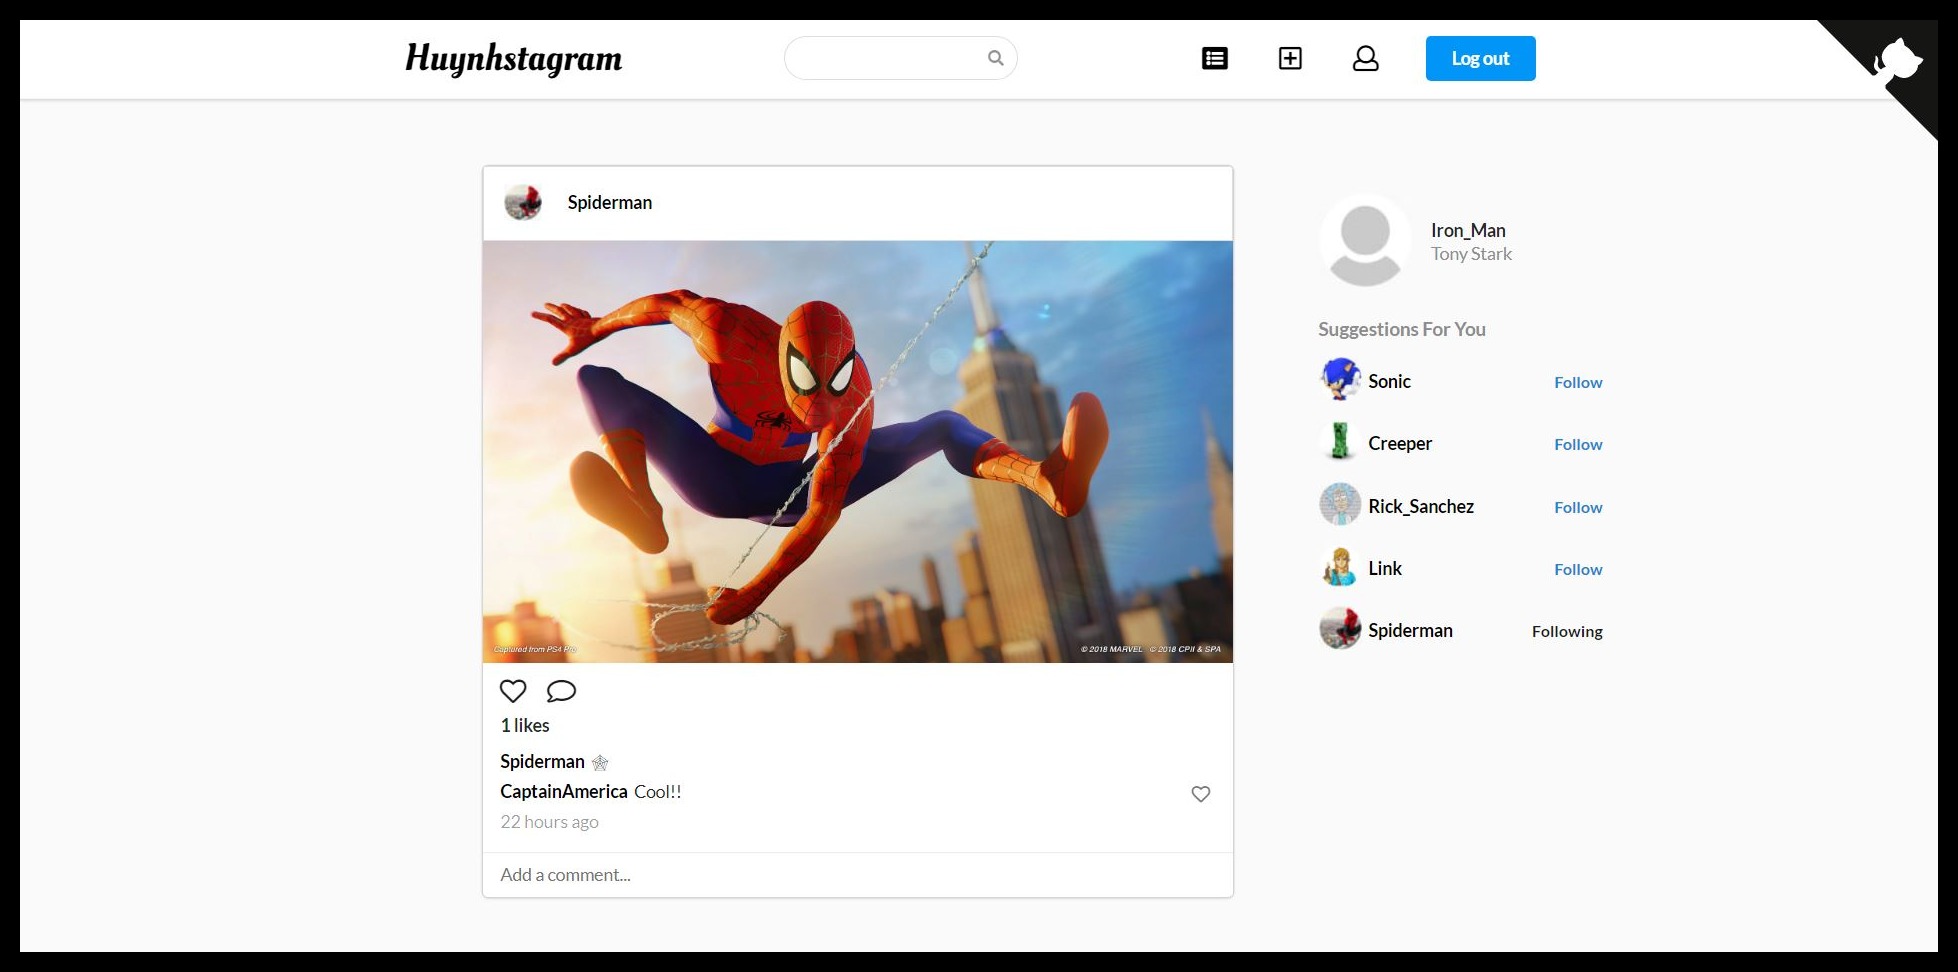 Huynhstagram
Log out
Spiderman
Captured from PS4 Pro
© 2018 MARVEL © 2018 CPII & SPA
1 likes
Spiderman
CaptainAmerica Cool!!
22 hours ago
Add a comment...
Iron_Man
Tony Stark
Suggestions For You
Sonic Follow
Creeper Follow
Rick_Sanchez Follow
Link Follow
Spiderman Following